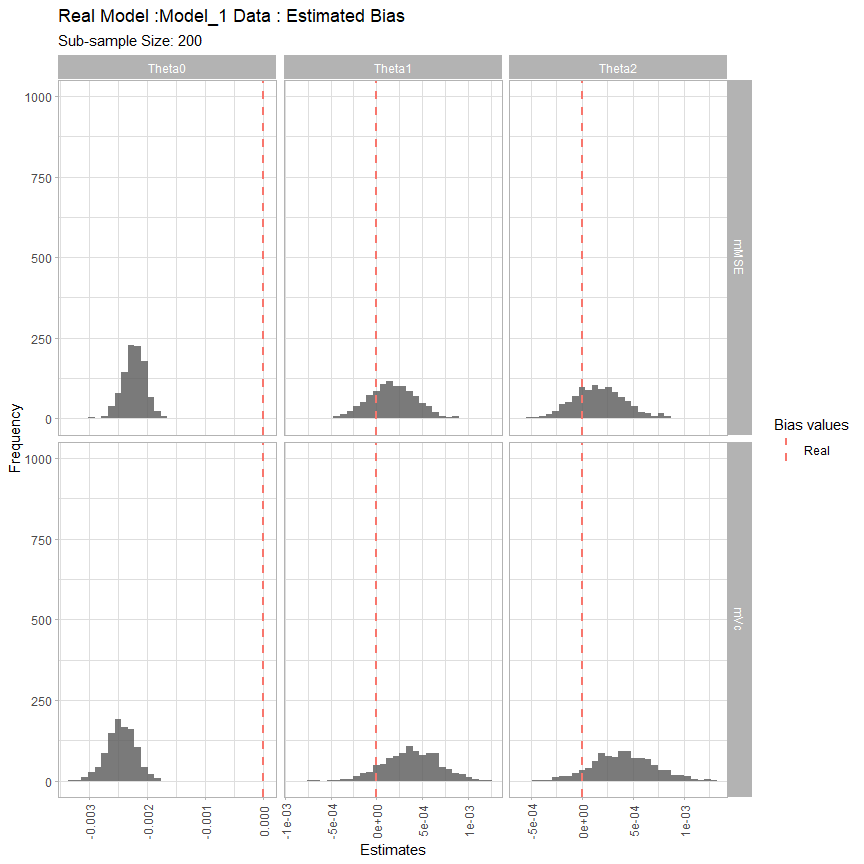 Real Model :Model_1 Data : Estimated Bias
Sub-sample Size: 200
Theta0 Theta1 Theta2
1000
750
500
250
0
mMSE
1000
750
500
250
0
mVc
Frequency
-0.003 -0.002 -0.001 0.000 -1e-03 -5e-04 0e+00 5e-04 1e-03 -5e-04 0e+00 5e-04 1e-03
Estimates
Bias values
Real